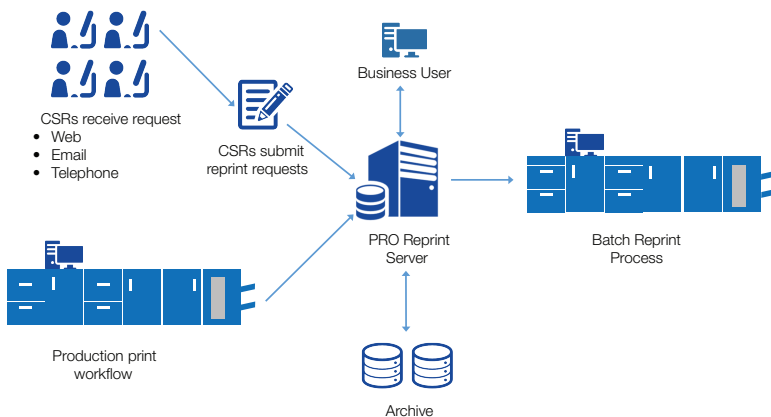 CSRs receive request
• Web
• Email
• Telephone
CSRs submit
reprint requests
Business User
PRO Reprint
Server
Batch Reprint
Process
Production print
workflow
Archive